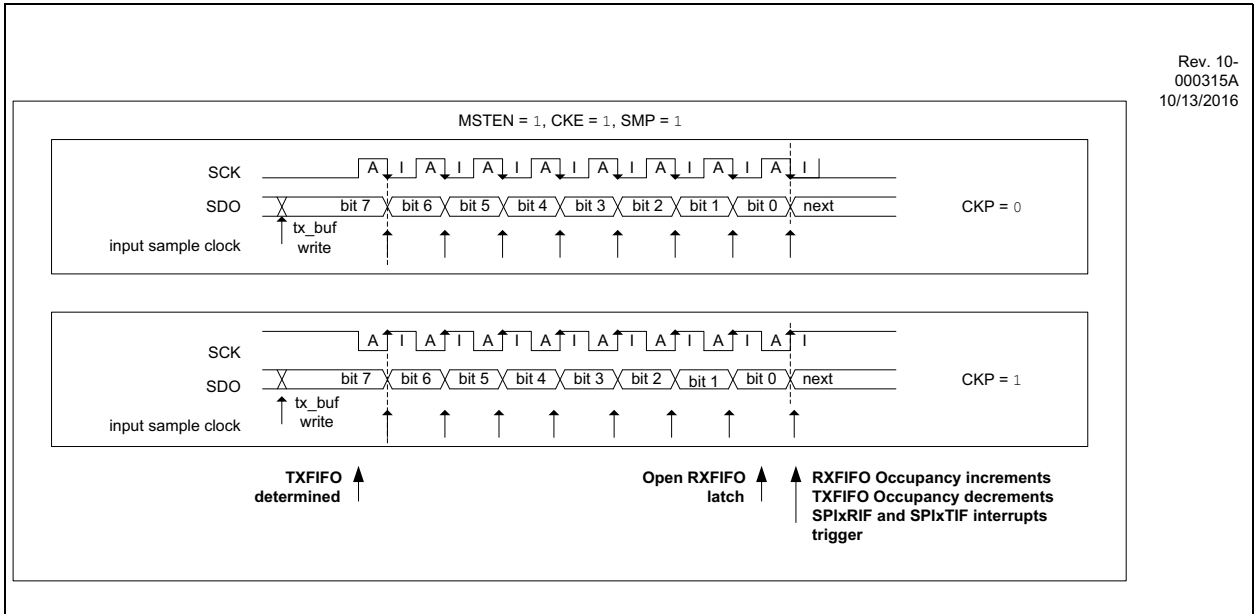 Rev. 10-
000315A
10/13/2016
MSTEN = 1, CKE = 1, SMP = 1
SCK A I A I A I A I A I A I A I A I
SDO bit 7 bit 6 bit 5 bit 4 bit 3 bit 2 bit 1 bit 0 next CKP = 0
tx_buf
write
input sample clock
SCK A I A I A I A I A I A I A I A I
SDO bit 7 bit 6 bit 5 bit 4 bit 3 bit 2 bit 1 bit 0 next CKP = 1
tx_buf
write
input sample clock
TXFIFO
determined
Open RXFIFO
latch
RXFIFO Occupancy increments
TXFIFO Occupancy decrements
SPIxRIF and SPIxTIF interrupts
trigger